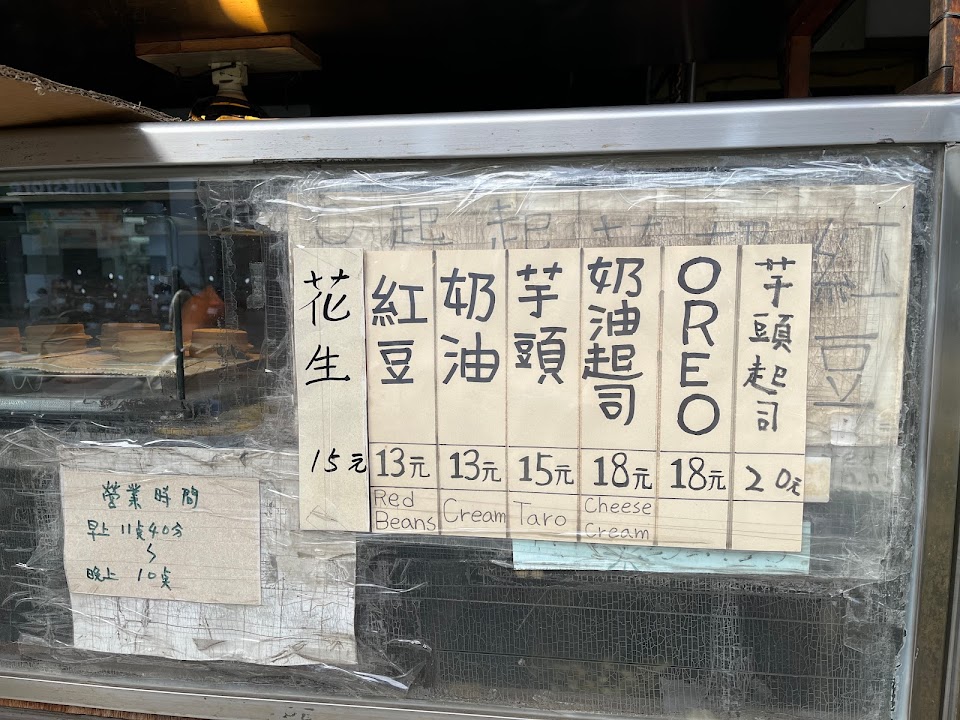 花生 15元
紅豆 13元 Red Beans
奶油 13元 Cream
芋頭 15元 Taro
奶油起司 18元 Cheese Cream
OREO 18元
芋頭起司 20元
營業時間
早上 11點40分
~
晚上 10點